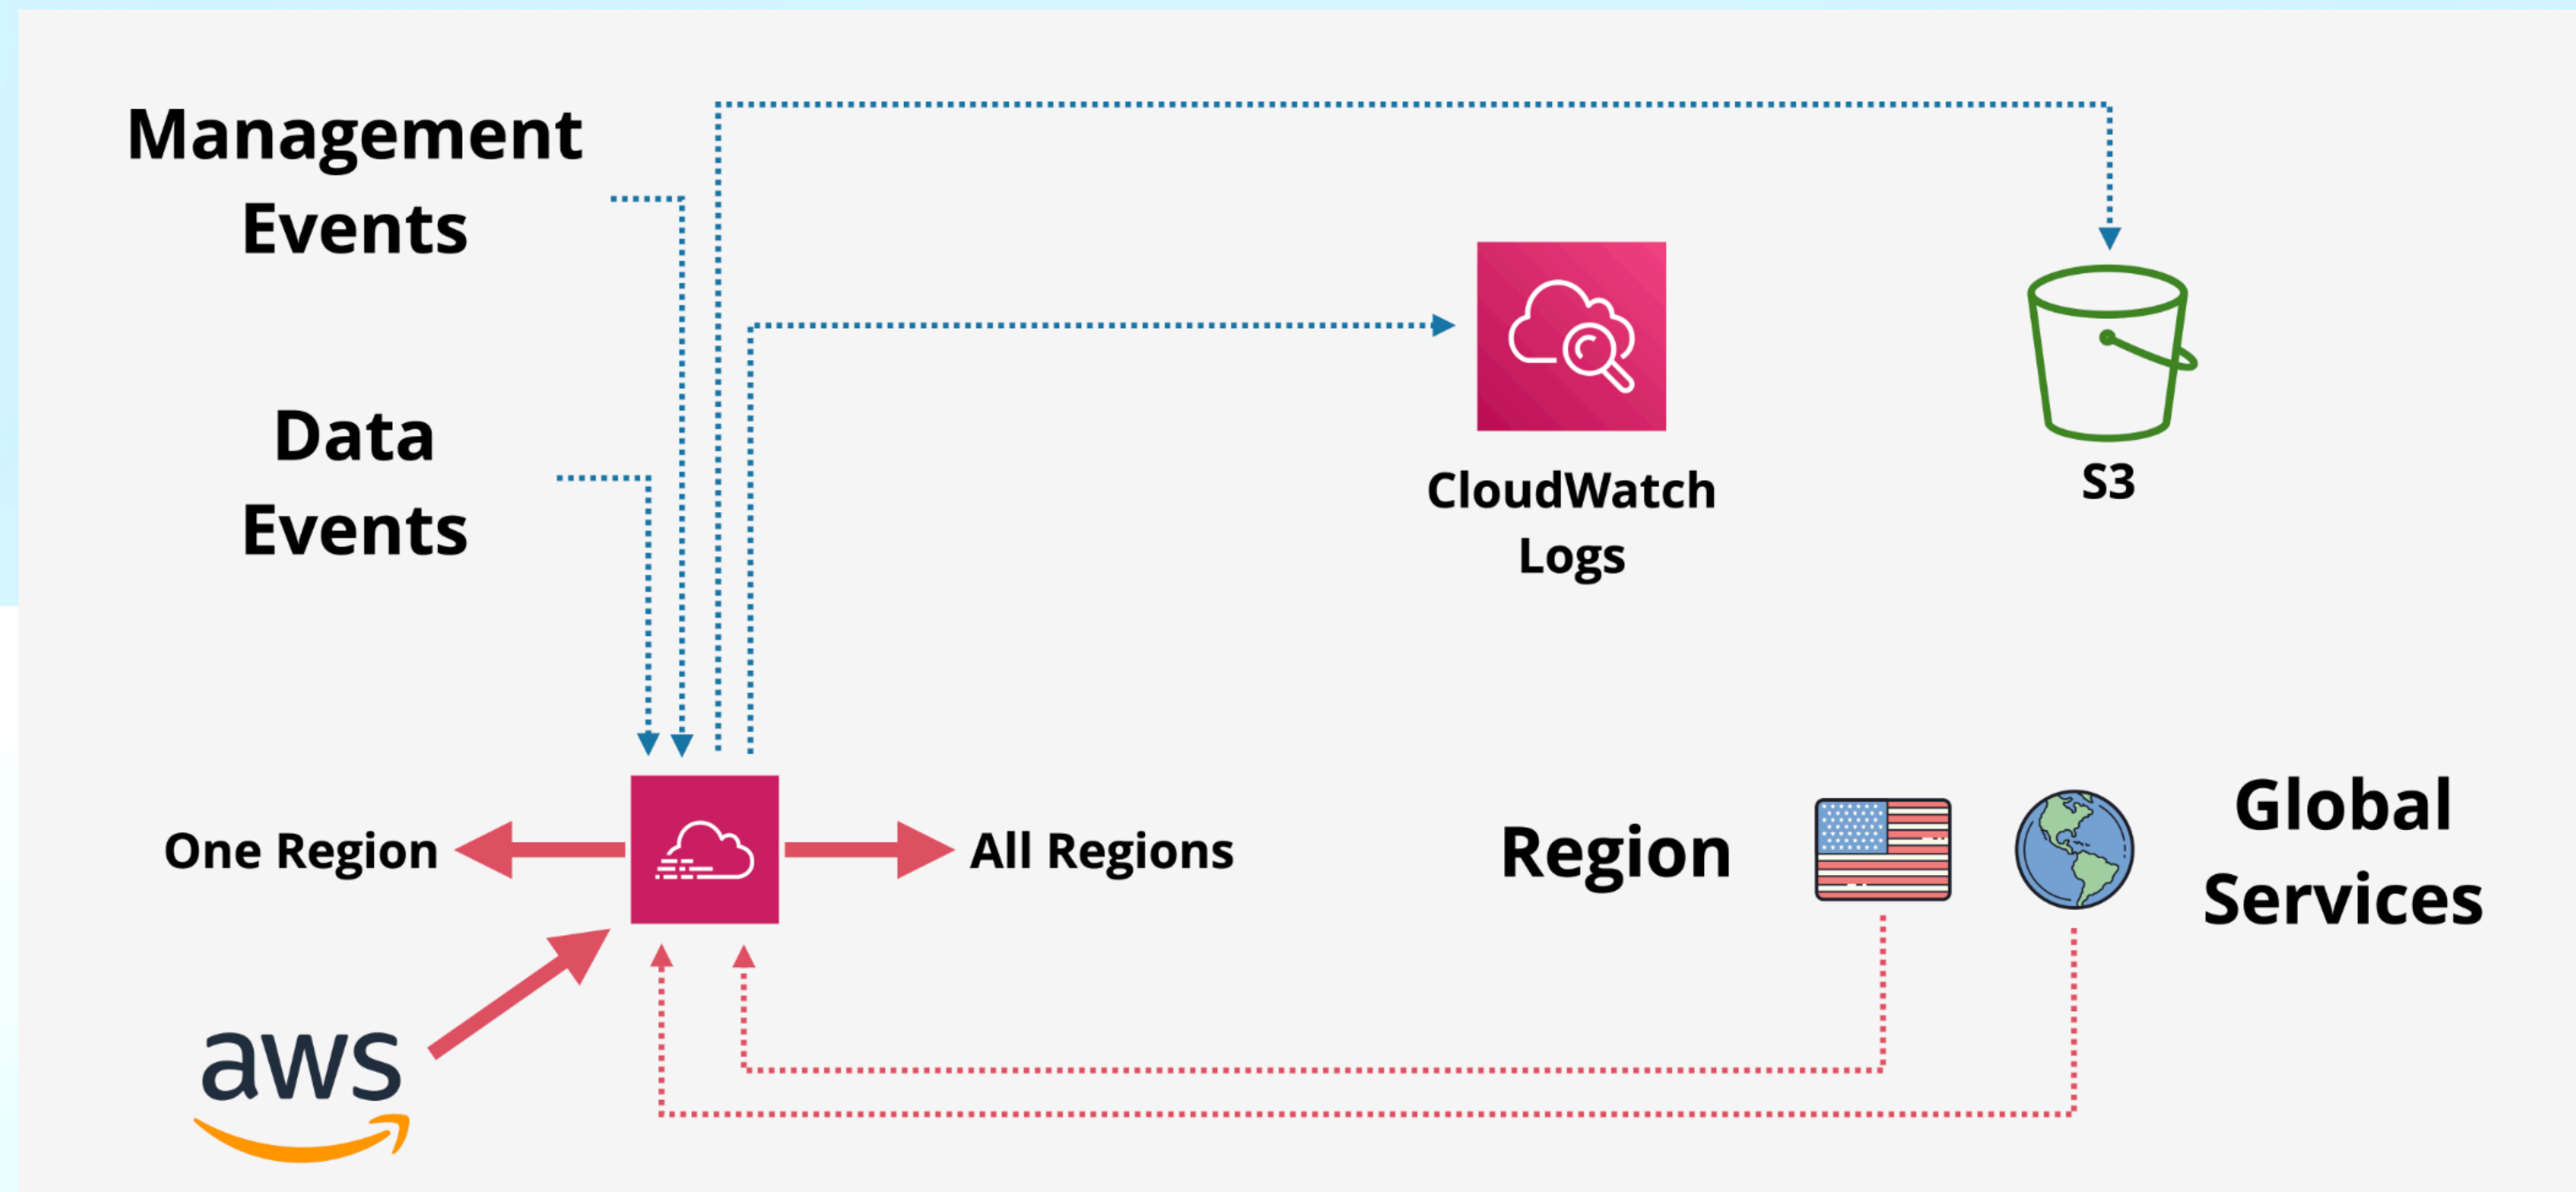 Management
Events
Data
Events
CloudWatch
Logs
S3
One Region
All Regions
Region
Global
Services
aws